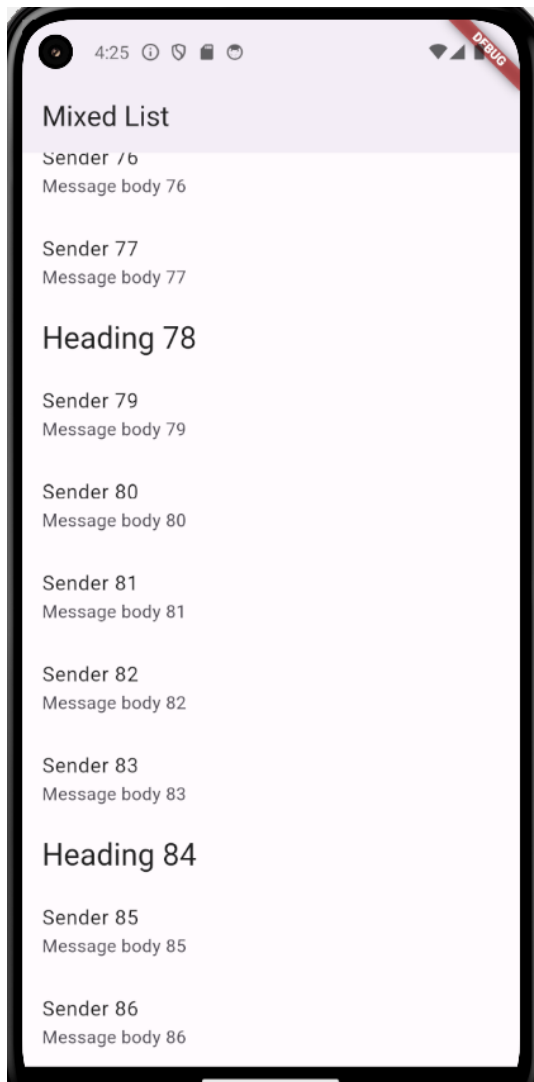 4:25
DEBUG
Mixed List
Sender 76
Message body 76
Sender 77
Message body 77
Heading 78
Sender 79
Message body 79
Sender 80
Message body 80
Sender 81
Message body 81
Sender 82
Message body 82
Sender 83
Message body 83
Heading 84
Sender 85
Message body 85
Sender 86
Message body 86